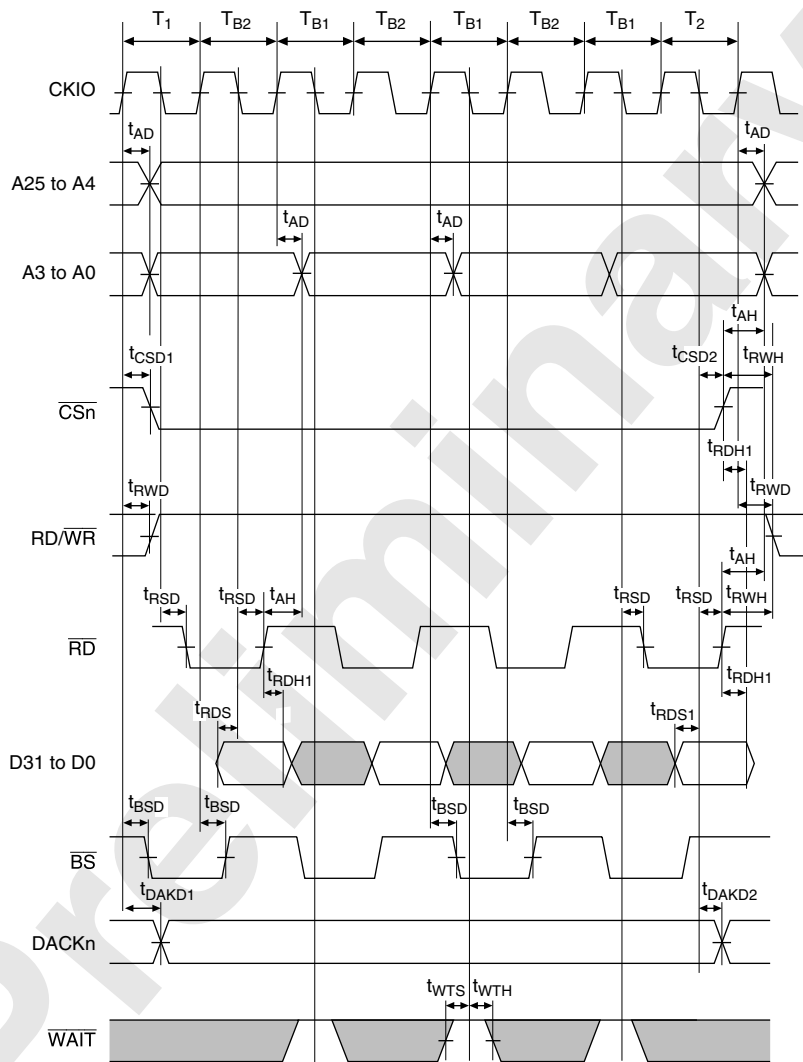 T1 TB2 TB1 TB2 TB1 TB2 TB1 T2
CKIO
tAD tAD
A25 to A4
tAD tAD
A3 to A0
tAH
tCSD1 tCSD2 tRWH
CSn
tRDH1
tRWD tRWD
RD/WR
tAH
tRSD tRSD tAH tRSD tRSD tRWH
RD
tRDH1 tRDH1
tRDS tRDS1
D31 to D0
tBSD tBSD tBSD tBSD
BS
tDAKD1 tDAKD2
DACKn
tWTS tWTH
WAIT
Preliminary